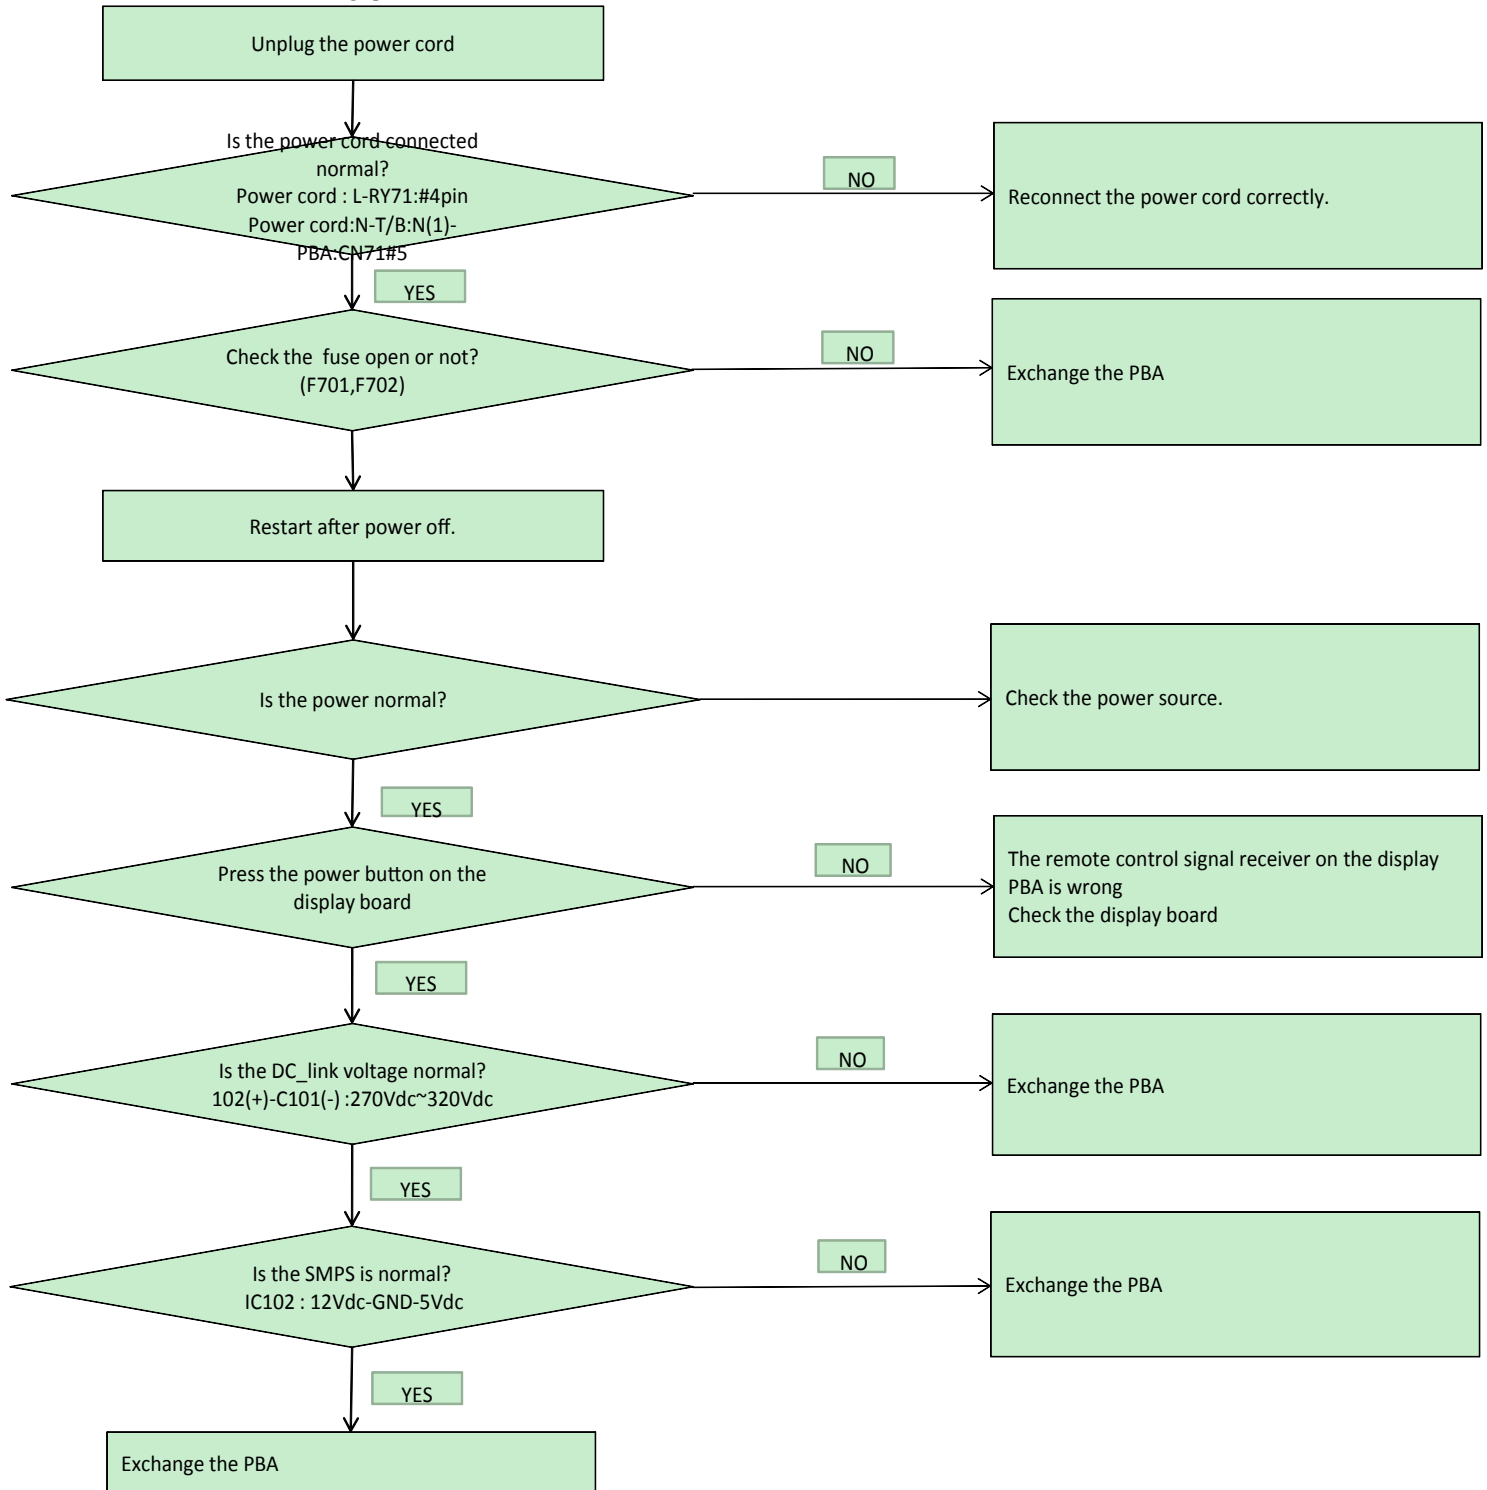 Unplug the power cord
Is the power cord connected
normal?
Power cord : L-RY71:#4pin
Power cord:N-T/B:N(1)-
PBA:CN71#5
NO
Reconnect the power cord correctly.
YES
Check the  fuse open or not?
(F701,F702)
NO
Exchange the PBA
Restart after power off.
Is the power normal?
Check the power source.
YES
Press the power button on the
display board
NO
The remote control signal receiver on the display
PBA is wrong
Check the display board
YES
Is the DC_link voltage normal?
102(+)-C101(-) :270Vdc~320Vdc
NO
Exchange the PBA
YES
Is the SMPS is normal?
IC102 : 12Vdc-GND-5Vdc
NO
Exchange the PBA
YES
Exchange the PBA